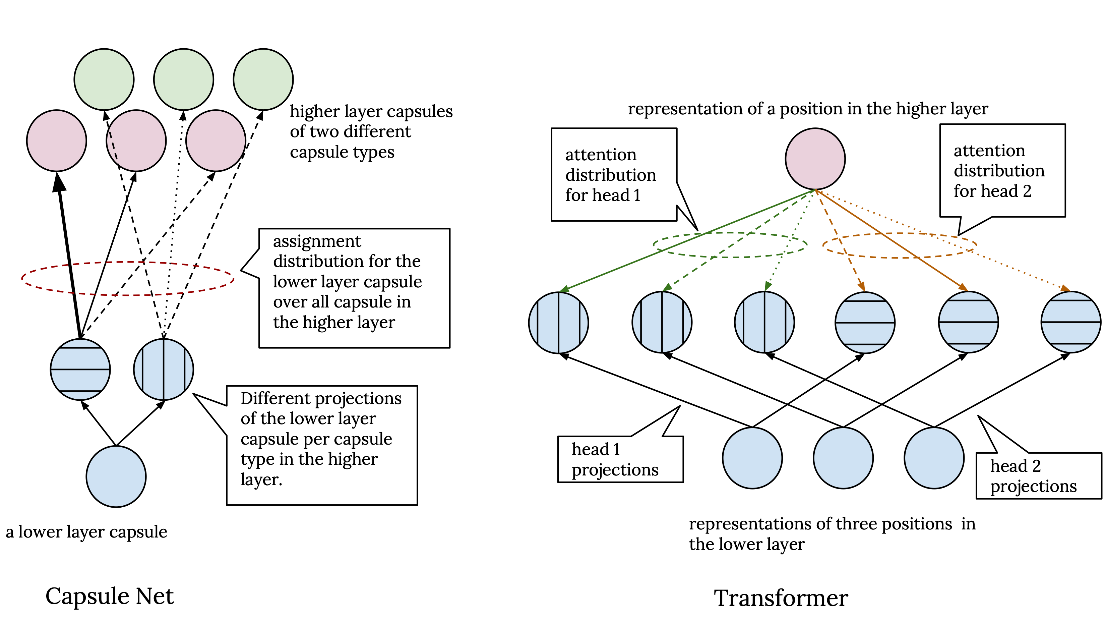 higher layer capsules
of two different
capsule types
assignment
distribution for the
lower layer capsule
over all capsule in
the higher layer
Different projections
of the lower layer
capsule per capsule
type in the higher
layer.
a lower layer capsule
Capsule Net
representation of a position in the higher layer
attention
distribution
for head 1
attention
distribution
for head 2
head 1
projections
head 2
projections
representations of three positions in
the lower layer
Transformer